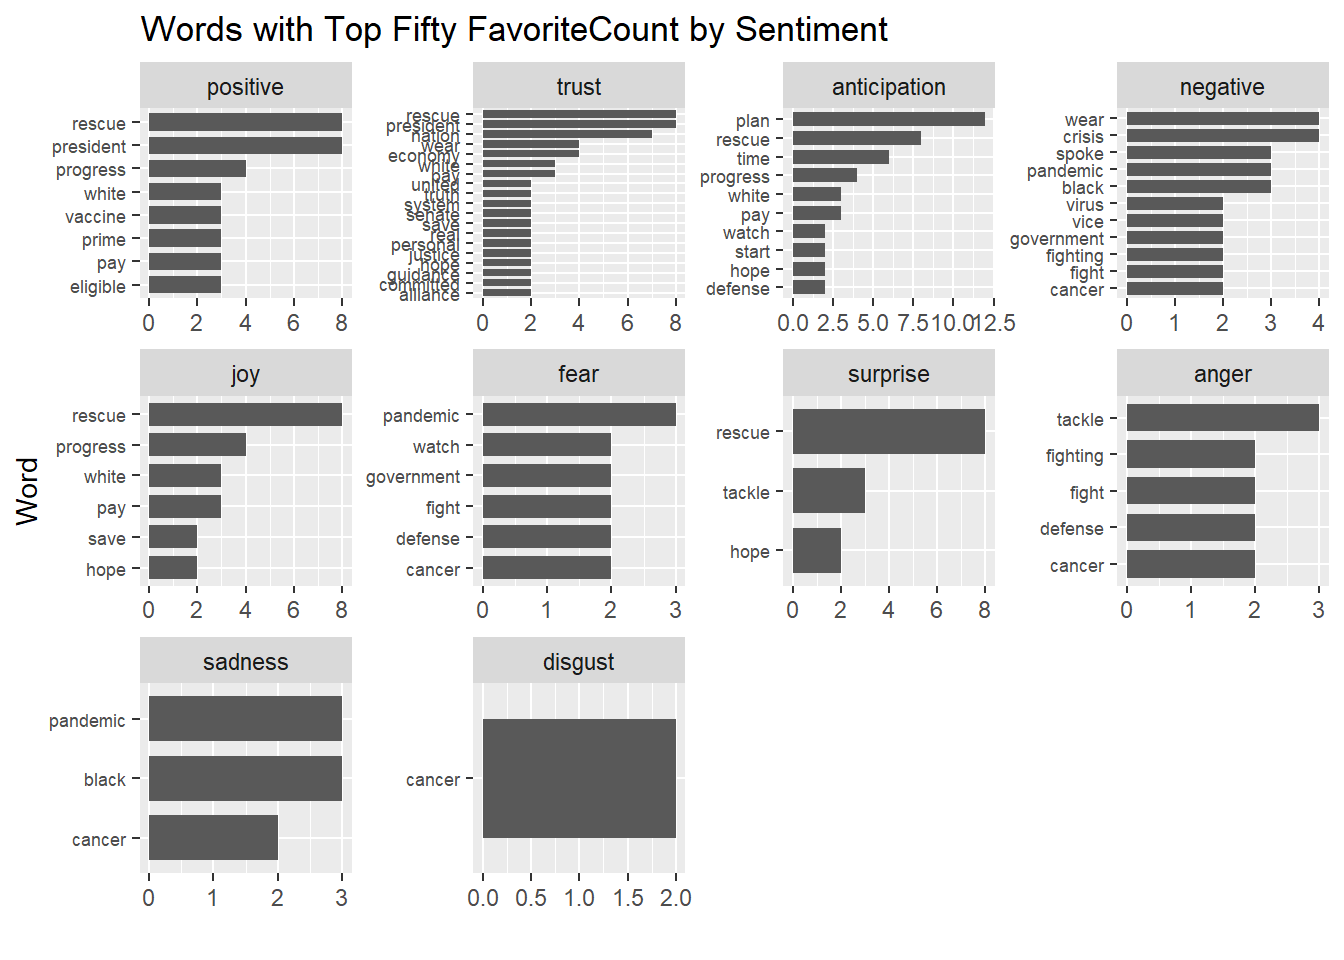 Words with Top Fifty FavoriteCount by Sentiment
positive
rescue
president
progress
white
vaccine
prime
pay
eligible
0 2 4 6 8
trust
rescue
president
nation
wear
economy
white
pay
united
truth
system
senate
save
real
personal
justice
hope
guidance
committed
alliance
0 2 4 6 8
anticipation
plan
rescue
time
progress
white
pay
watch
start
hope
defense
0.0 2.5 5.0 7.5 10.0 12.5
negative
wear
crisis
spoke
pandemic
black
virus
vice
government
fighting
fight
cancer
0 1 2 3 4
Word
joy
rescue
progress
white
pay
save
hope
0 2 4 6 8
fear
pandemic
watch
government
fight
defense
cancer
0 1 2 3
surprise
rescue
tackle
hope
0 2 4 6 8
anger
tackle
fighting
fight
defense
cancer
0 1 2 3
sadness
pandemic
black
cancer
0 1 2 3
disgust
cancer
0.0 0.5 1.0 1.5 2.0